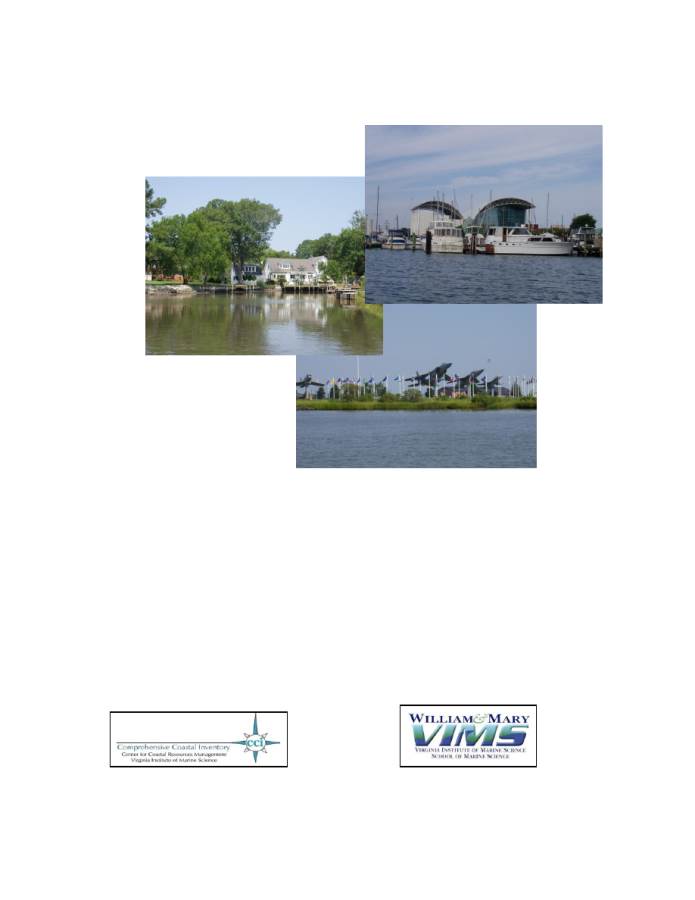 Comprehensive Coastal Inventory
Center for Coastal Resources Management
Virginia Institute of Marine Science
cci
WILLIAM & MARY
VIMS
VIRGINIA INSTITUTE OF MARINE SCIENCE
SCHOOL OF MARINE SCIENCE